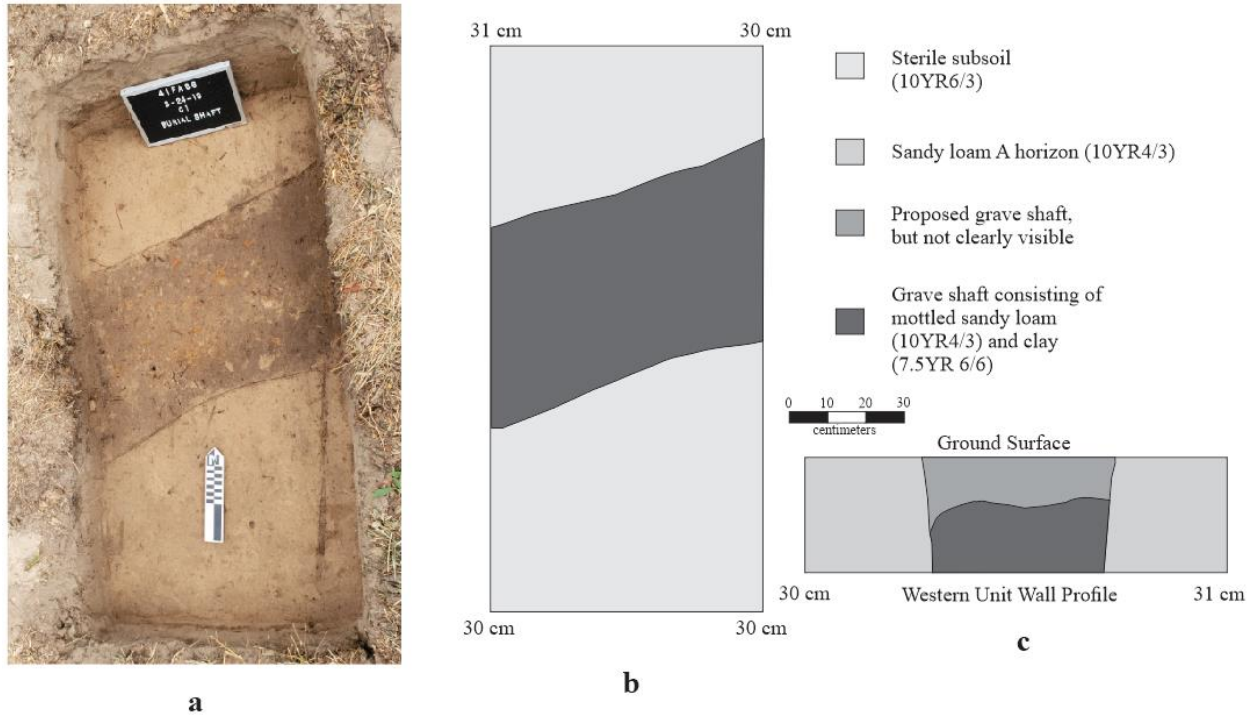 41FA86
3-26-19
C1
BURIAL SHAFT
a
31 cm
30 cm
30 cm
30 cm
b
Sterile subsoil
(10YR6/3)
Sandy loam A horizon (10YR4/3)
Proposed grave shaft,
but not clearly visible
Grave shaft consisting of
mottled sandy loam
(10YR4/3) and clay
(7.5YR 6/6)
0 10 20 30
centimeters
Ground Surface
30 cm
Western Unit Wall Profile
31 cm
c